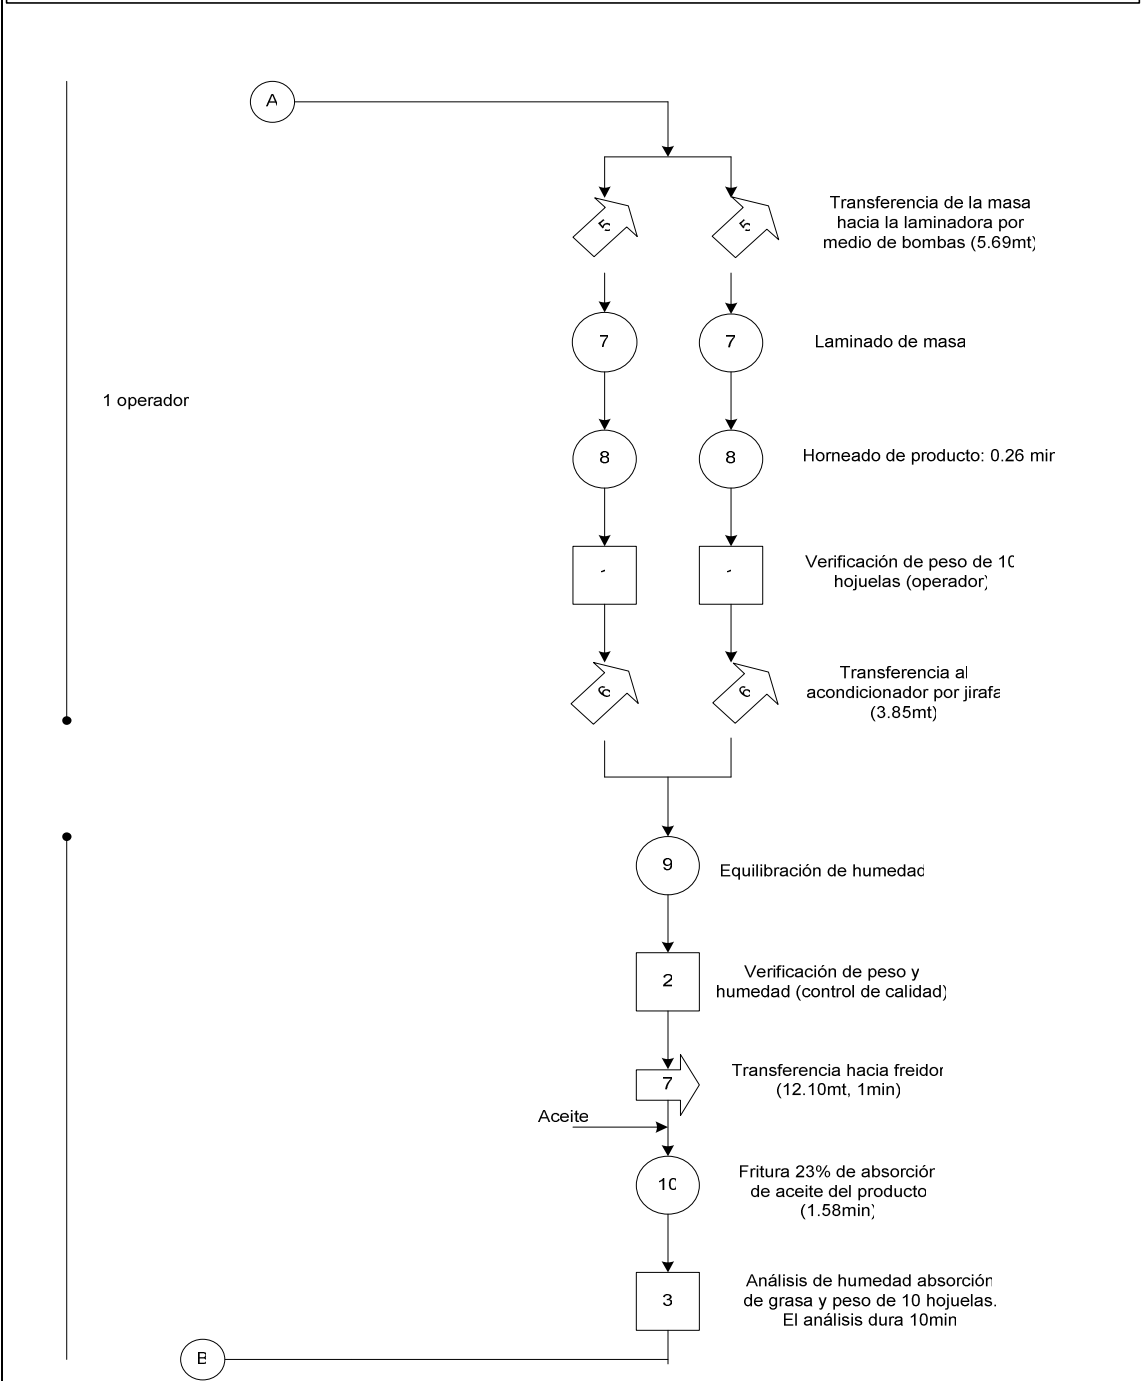 A
5
5
Transferencia de la masa
hacia la laminadora por
medio de bombas (5.69mt)
7
7
Laminado de masa
1 operador
8
8
Horneado de producto: 0.26 min
Verificación de peso de 10
hojuelas (operador)
6
6
Transferencia al
acondicionador por jirafa
(3.85mt)
9
Equilibración de humedad
2
Verificación de peso y
humedad (control de calidad)
7
Transferencia hacia freidor
(12.10mt, 1min)
Aceite
10
Fritura 23% de absorción
de aceite del producto
(1.58min)
3
Análisis de humedad absorción
de grasa y peso de 10 hojuelas.
El análisis dura 10min
B